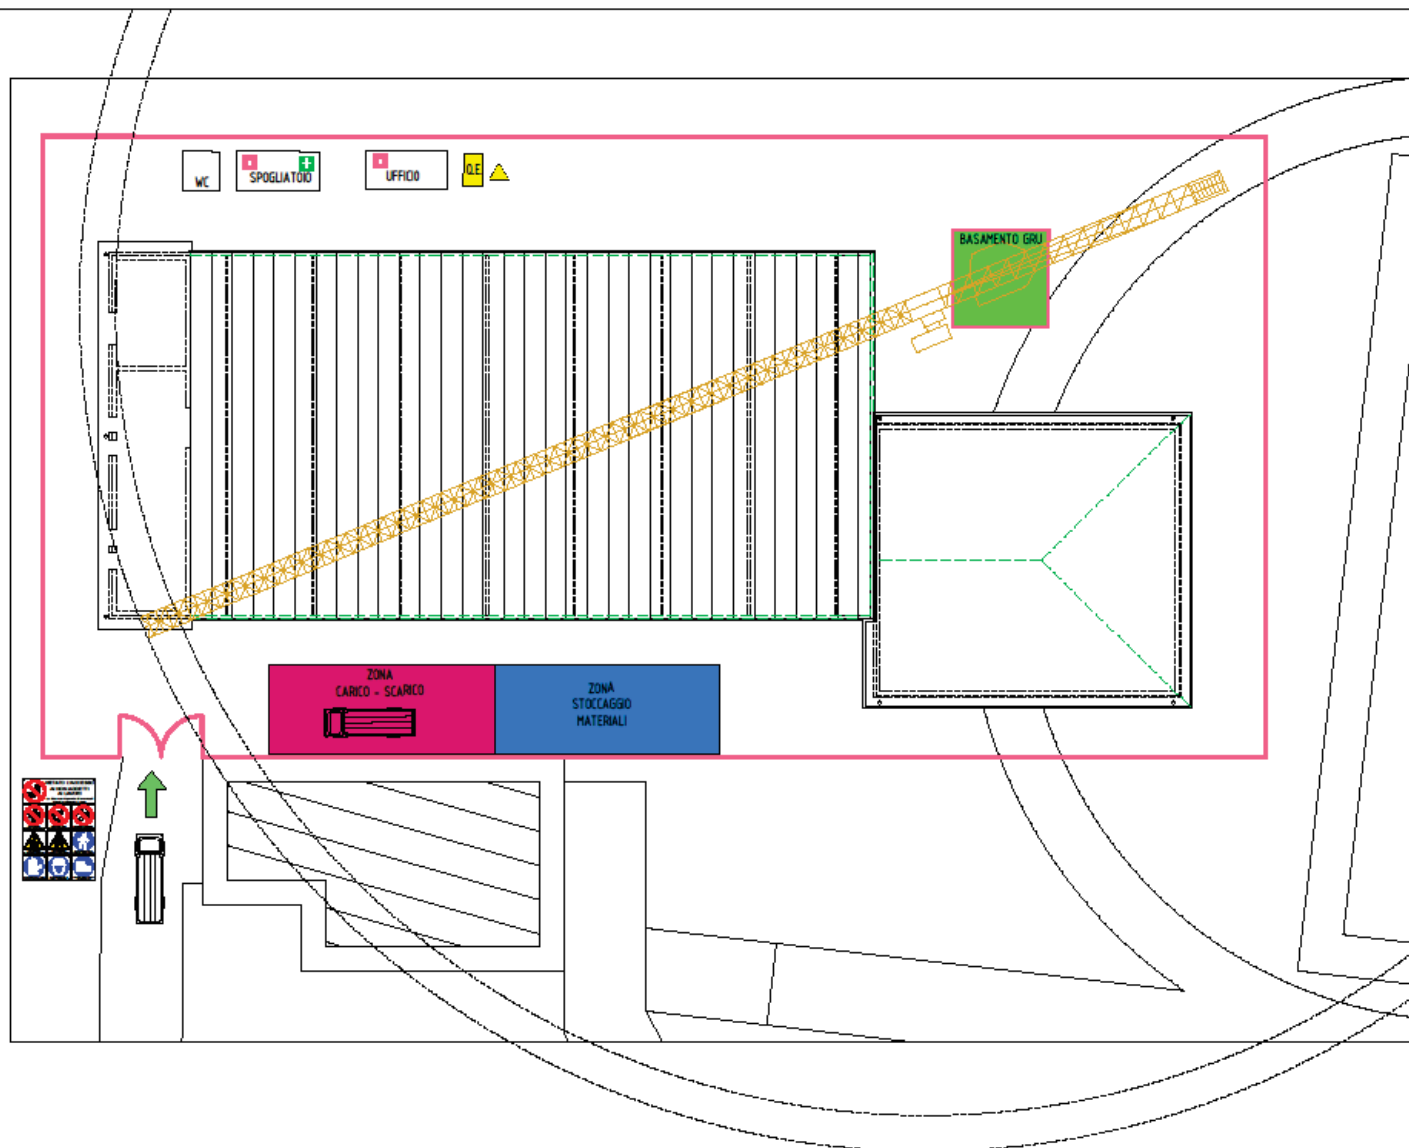 WC
SPOGLIATOIO
UFFICIO
Q.E.
BASAMENTO GRU
ZONA
CARICO - SCARICO
ZONA
STOCCAGGIO
MATERIALI